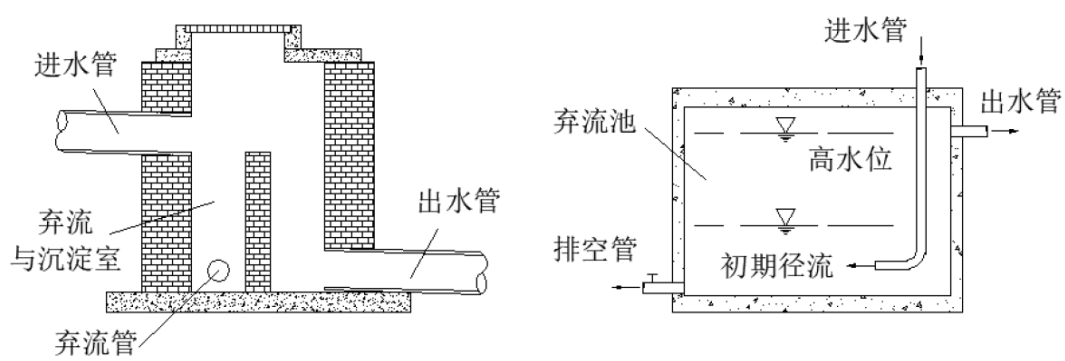 进水管
弃流
与沉淀室
弃流管
出水管
进水管
出水管
弃流池
高水位
排空管
初期径流